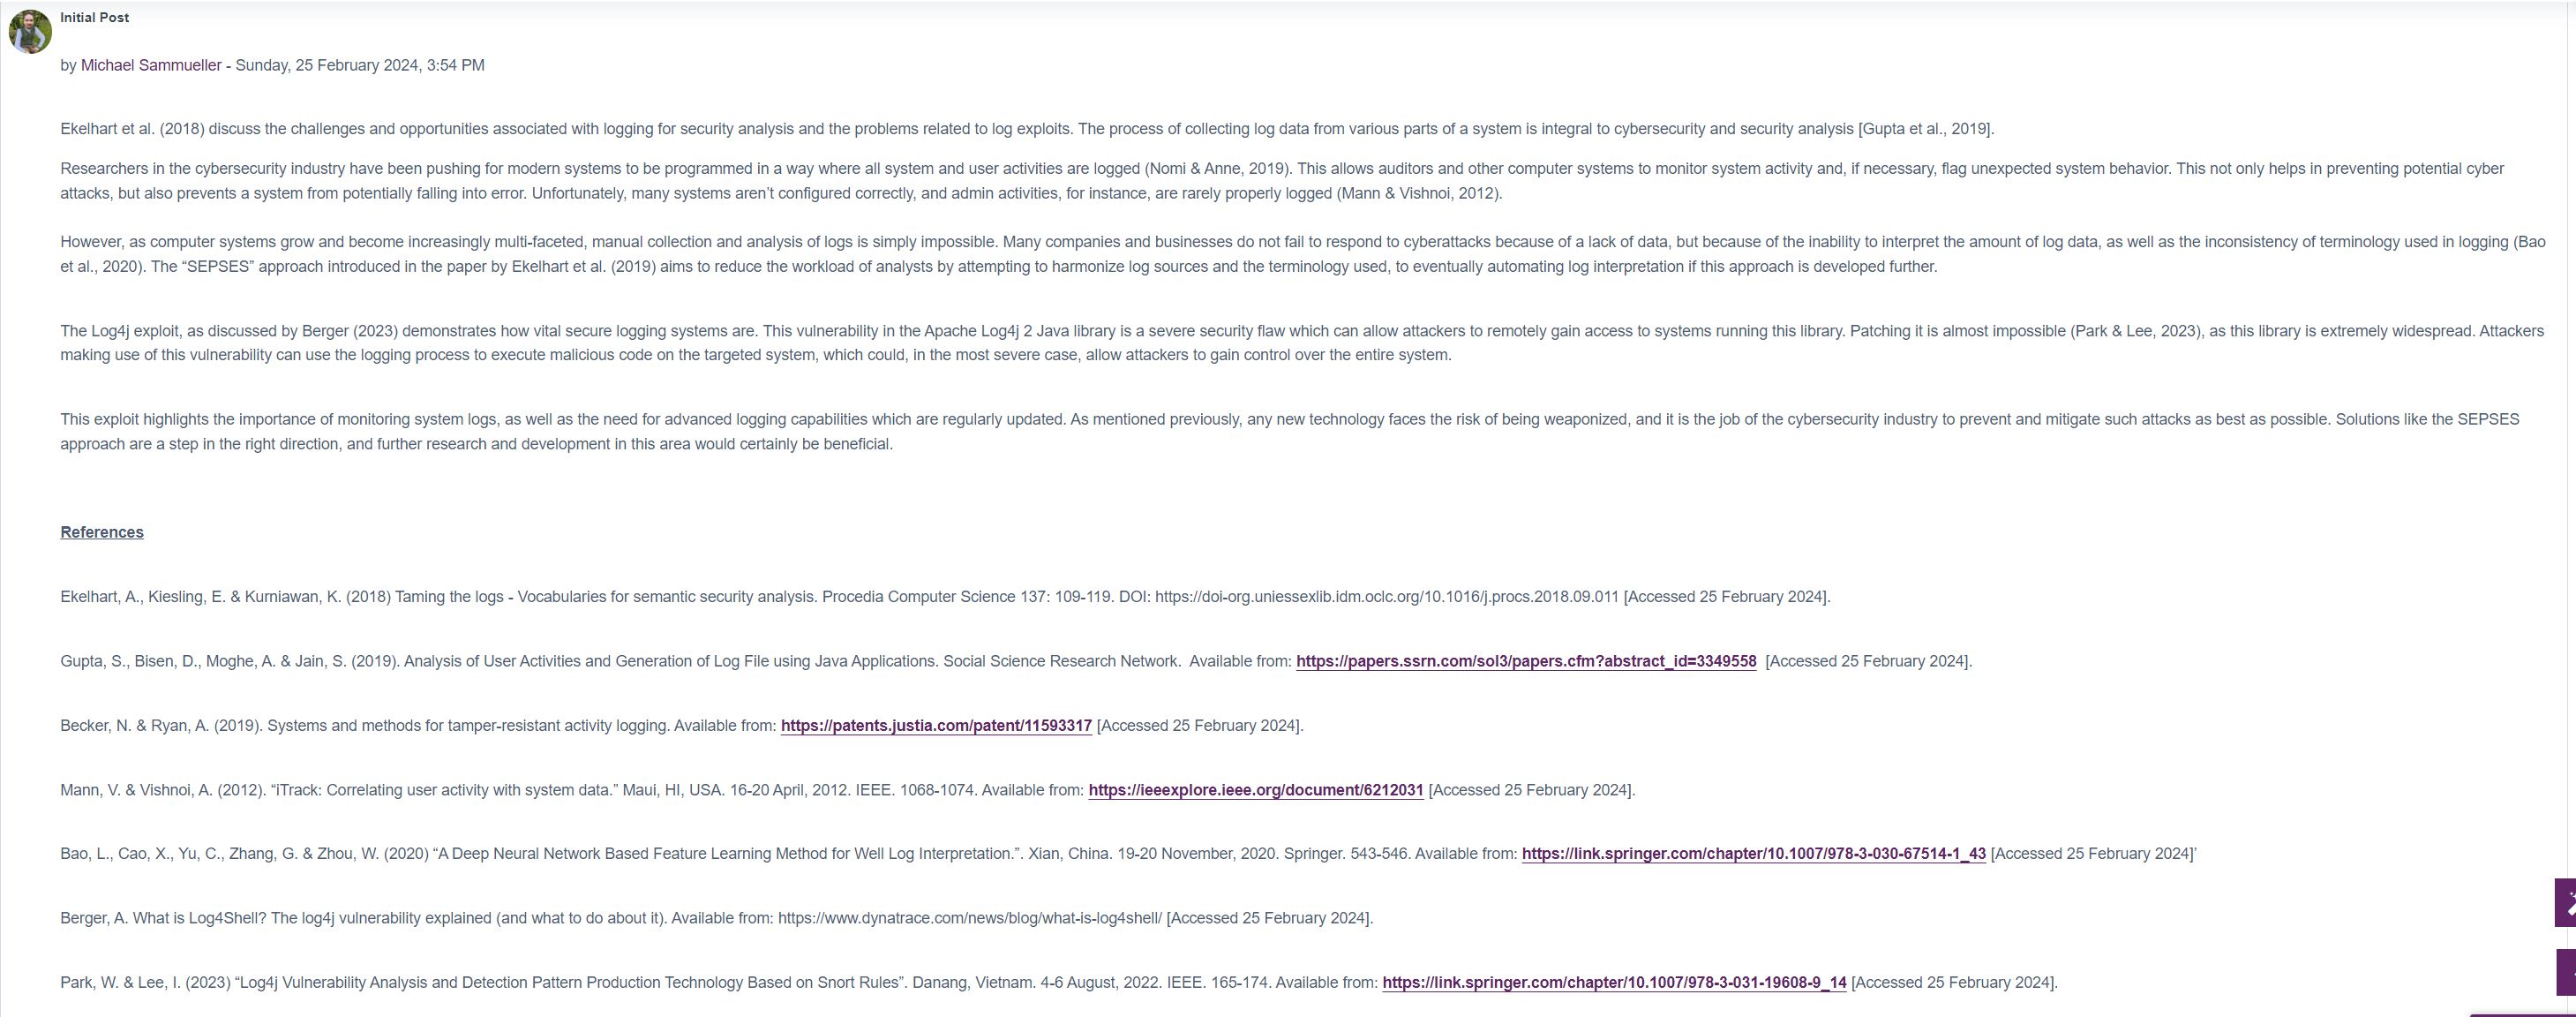 Initial Post
by Michael Sammueller - Sunday, 25 February 2024, 3:54 PM
Ekelhart et al. (2018) discuss the challenges and opportunities associated with logging for security analysis and the problems related to log exploits. The process of collecting log data from various parts of a system is integral to cybersecurity and security analysis [Gupta et al., 2019].
Researchers in the cybersecurity industry have been pushing for modern systems to be programmed in a way where all system and user activities are logged (Nomi & Anne, 2019). This allows auditors and other computer systems to monitor system activity and, if necessary, flag unexpected system behavior. This not only helps in preventing potential cyber
attacks, but also prevents a system from potentially falling into error. Unfortunately, many systems aren’t configured correctly, and admin activities, for instance, are rarely properly logged (Mann & Vishnoi, 2012).
However, as computer systems grow and become increasingly multi-faceted, manual collection and analysis of logs is simply impossible. Many companies and businesses do not fail to respond to cyberattacks because of a lack of data, but because of the inability to interpret the amount of log data, as well as the inconsistency of terminology used in logging (Bao
et al., 2020). The “SEPSES” approach introduced in the paper by Ekelhart et al. (2019) aims to reduce the workload of analysts by attempting to harmonize log sources and the terminology used, to eventually automating log interpretation if this approach is developed further.
The Log4j exploit, as discussed by Berger (2023) demonstrates how vital secure logging systems are. This vulnerability in the Apache Log4j 2 Java library is a severe security flaw which can allow attackers to remotely gain access to systems running this library. Patching it is almost impossible (Park & Lee, 2023), as this library is extremely widespread. Attackers
making use of this vulnerability can use the logging process to execute malicious code on the targeted system, which could, in the most severe case, allow attackers to gain control over the entire system.
This exploit highlights the importance of monitoring system logs, as well as the need for advanced logging capabilities which are regularly updated. As mentioned previously, any new technology faces the risk of being weaponized, and it is the job of the cybersecurity industry to prevent and mitigate such attacks as best as possible. Solutions like the SEPSES
approach are a step in the right direction, and further research and development in this area would certainly be beneficial.
References
Ekelhart, A., Kiesling, E. & Kurniawan, K. (2018) Taming the logs - Vocabularies for semantic security analysis. Procedia Computer Science 137: 109-119. DOI: https://doi-org.uniessexlib.idm.oclc.org/10.1016/j.procs.2018.09.011 [Accessed 25 February 2024].
Gupta, S., Bisen, D., Moghe, A. & Jain, S. (2019). Analysis of User Activities and Generation of Log File using Java Applications. Social Science Research Network. Available from: https://papers.ssrn.com/sol3/papers.cfm?abstract_id=3349558 [Accessed 25 February 2024].
Becker, N. & Ryan, A. (2019). Systems and methods for tamper-resistant activity logging. Available from: https://patents.justia.com/patent/11593317 [Accessed 25 February 2024].
Mann, V. & Vishnoi, A. (2012). “iTrack: Correlating user activity with system data.” Maui, HI, USA. 16-20 April, 2012. IEEE. 1068-1074. Available from: https://ieeexplore.ieee.org/document/6212031 [Accessed 25 February 2024].
Bao, L., Cao, X., Yu, C., Zhang, G. & Zhou, W. (2020) “A Deep Neural Network Based Feature Learning Method for Well Log Interpretation.”. Xian, China. 19-20 November, 2020. Springer. 543-546. Available from: https://link.springer.com/chapter/10.1007/978-3-030-67514-1_43 [Accessed 25 February 2024]’
Berger, A. What is Log4Shell? The log4j vulnerability explained (and what to do about it). Available from: https://www.dynatrace.com/news/blog/what-is-log4shell/ [Accessed 25 February 2024].
Park, W. & Lee, I. (2023) “Log4j Vulnerability Analysis and Detection Pattern Production Technology Based on Snort Rules”. Danang, Vietnam. 4-6 August, 2022. IEEE. 165-174. Available from: https://link.springer.com/chapter/10.1007/978-3-031-19608-9_14 [Accessed 25 February 2024].